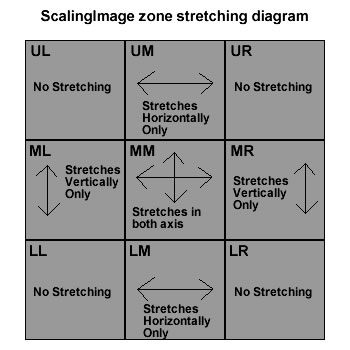 ScalingImage zone stretching diagram
UL
No Stretching
UM
Stretches
Horizontally
Only
UR
No Stretching
ML
Stretches
Vertically
Only
MM
Stretches in
both axis
MR
Stretches
Vertically
Only
LL
No Stretching
LM
Stretches
Horizontally
Only
LR
No Stretching